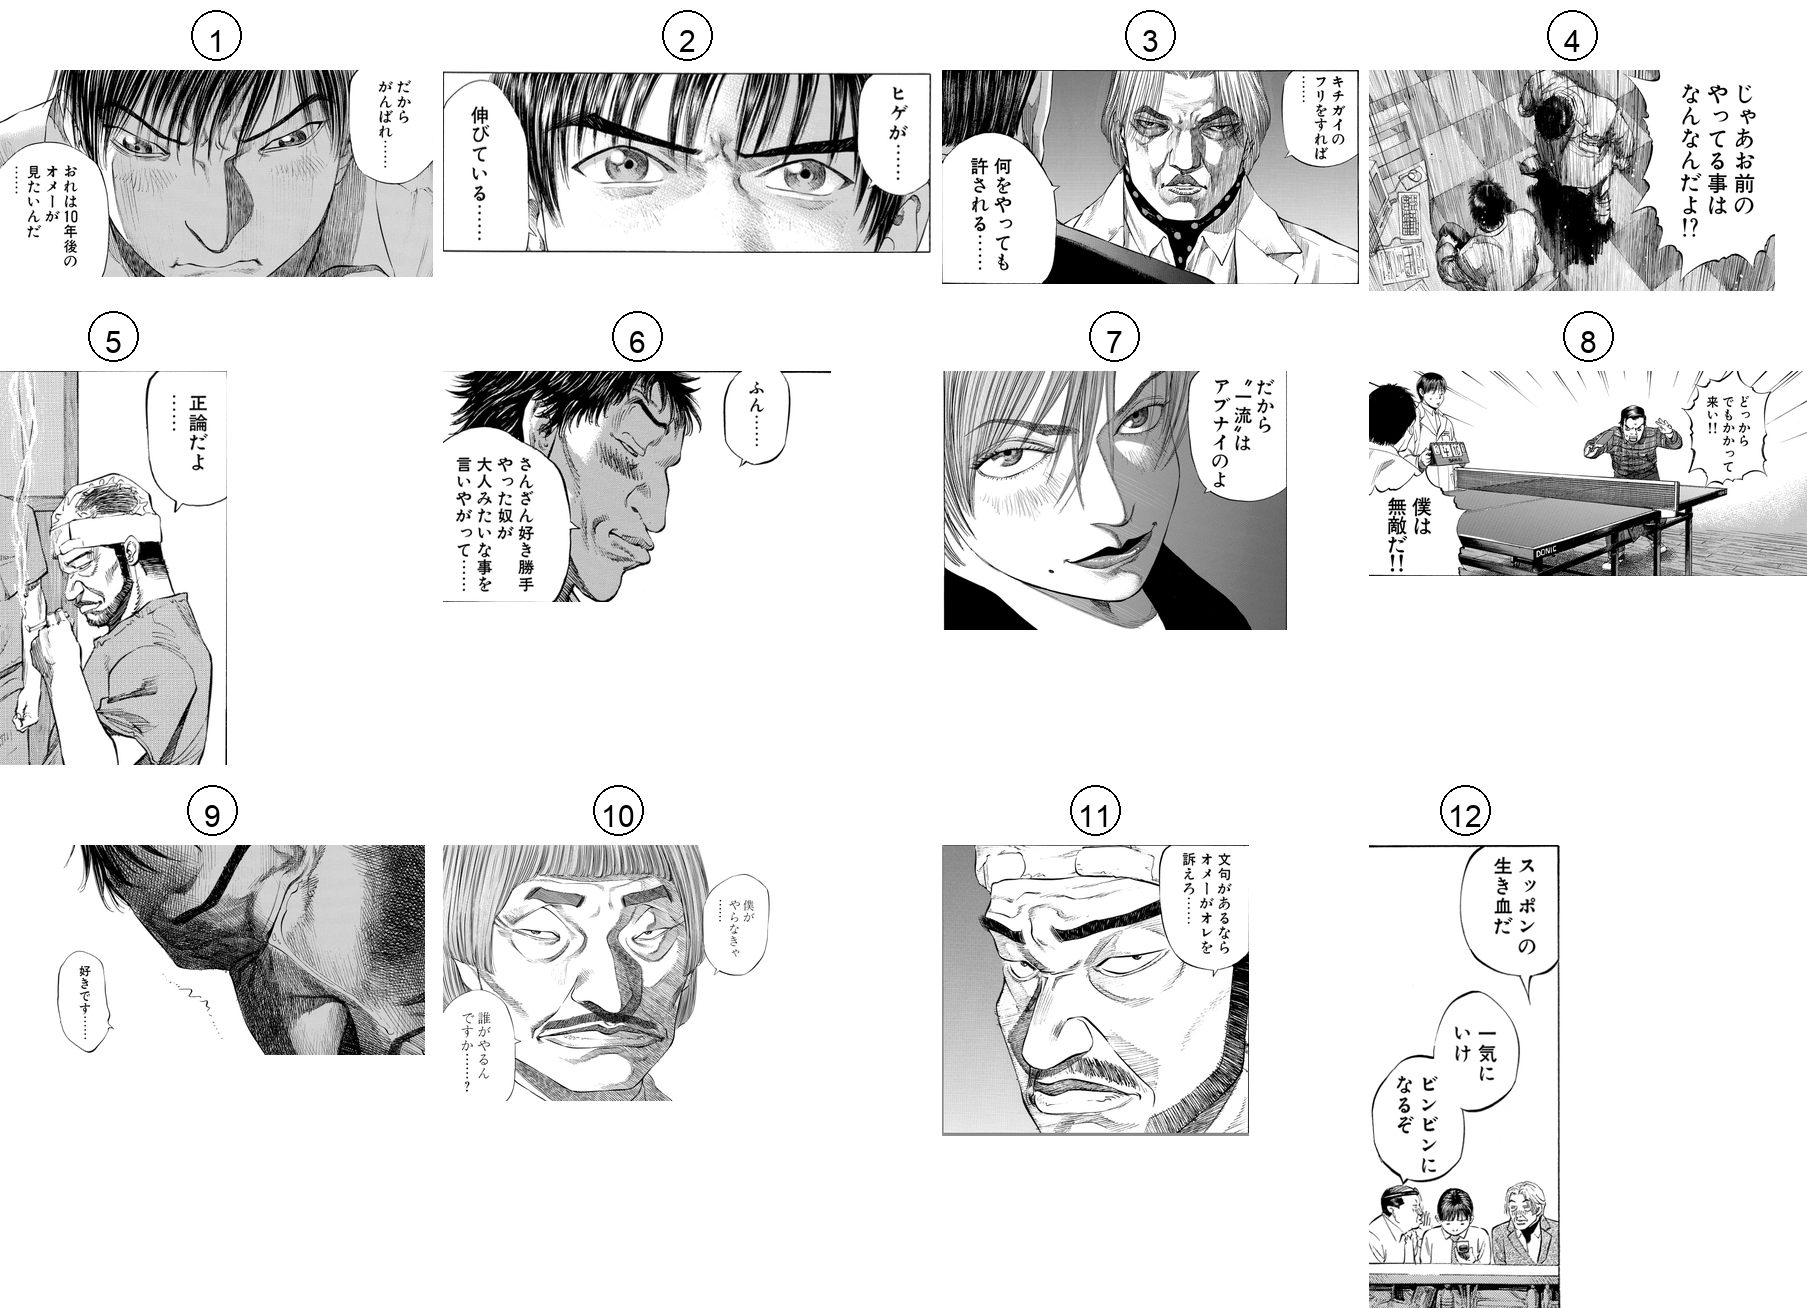 1
だから
がんばれ……
おれは10年後の
オメーが
見たいんだ
……
2
ヒゲが……
伸びている……
3
キチガイの
フリをすれば
……
何をやっても
許される……
4
じゃあお前の
やってる事は
なんなんだよ!?
5
正論だよ
……
6
ふん……
さんざん好き勝手
やった奴が
大人みたいな事を
言いやがって……
7
だから
〝一流〟は
アブナイのよ
8
どっから
でもかかって
来い!!
僕は
無敵だ!!
DONIC
9
好きです……
10
僕が
やらなきゃ
……
誰がやるん
ですか……?
11
文句があるなら
オメーがオレを
訴えろ……
12
スッポンの
生き血だ
一気に
いけ
ビンビンに
なるぞ